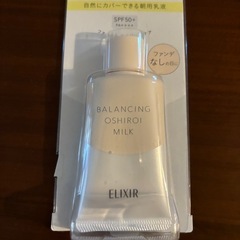 自然にカバーできる朝用乳液
SPF50+
PA++++
ファンデ
なしの日に
BALANCING
OSHIROI
MILK
ELIXIR